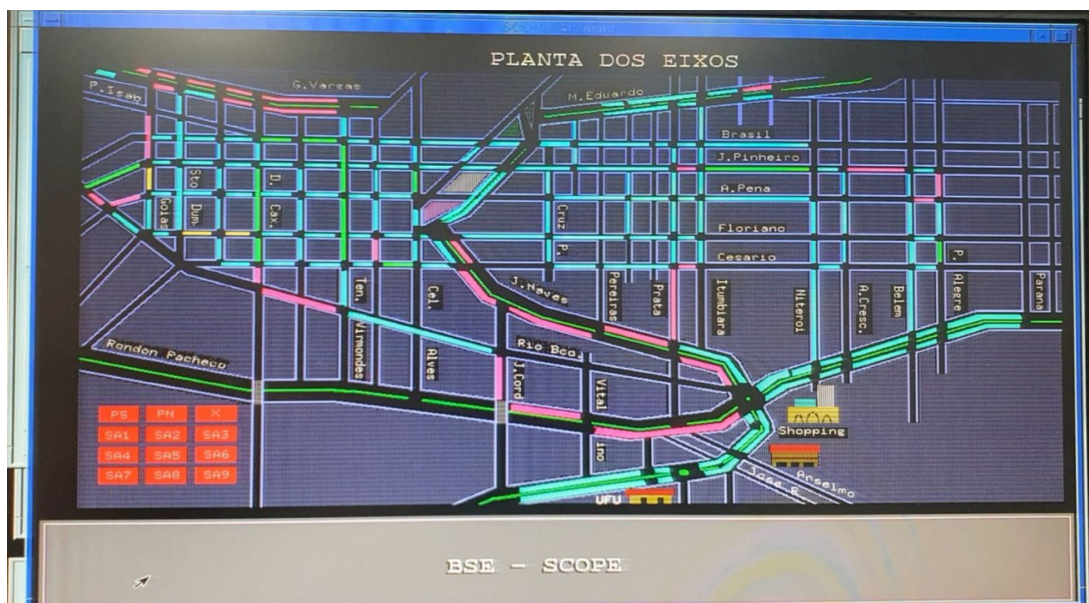 PLANTA DOS EIXOS
P.Isab
G.Vargas
M.Eduardo
Brasil
J.Pinheiro
A.Pena
Floriano
Cesario
Goias
Sto
Dum.
D.
Cax.
Ten.
Virmondes
Cel.
Alves
Cruz
P.
Pereiras
Prata
Itumbiara
Niteroi
A.Cresc.
Belem
P.
Alegre
Parana
J.Naves
Rio Bco.
Rondon Pacheco
J.Cord
Vital
ino
Shopping
Anselmo
Jose R
UFU
PS PN X
SA1 SA2 SA3
SA4 SA5 SA6
SA7 SA8 SA9
BSE - SCOPE